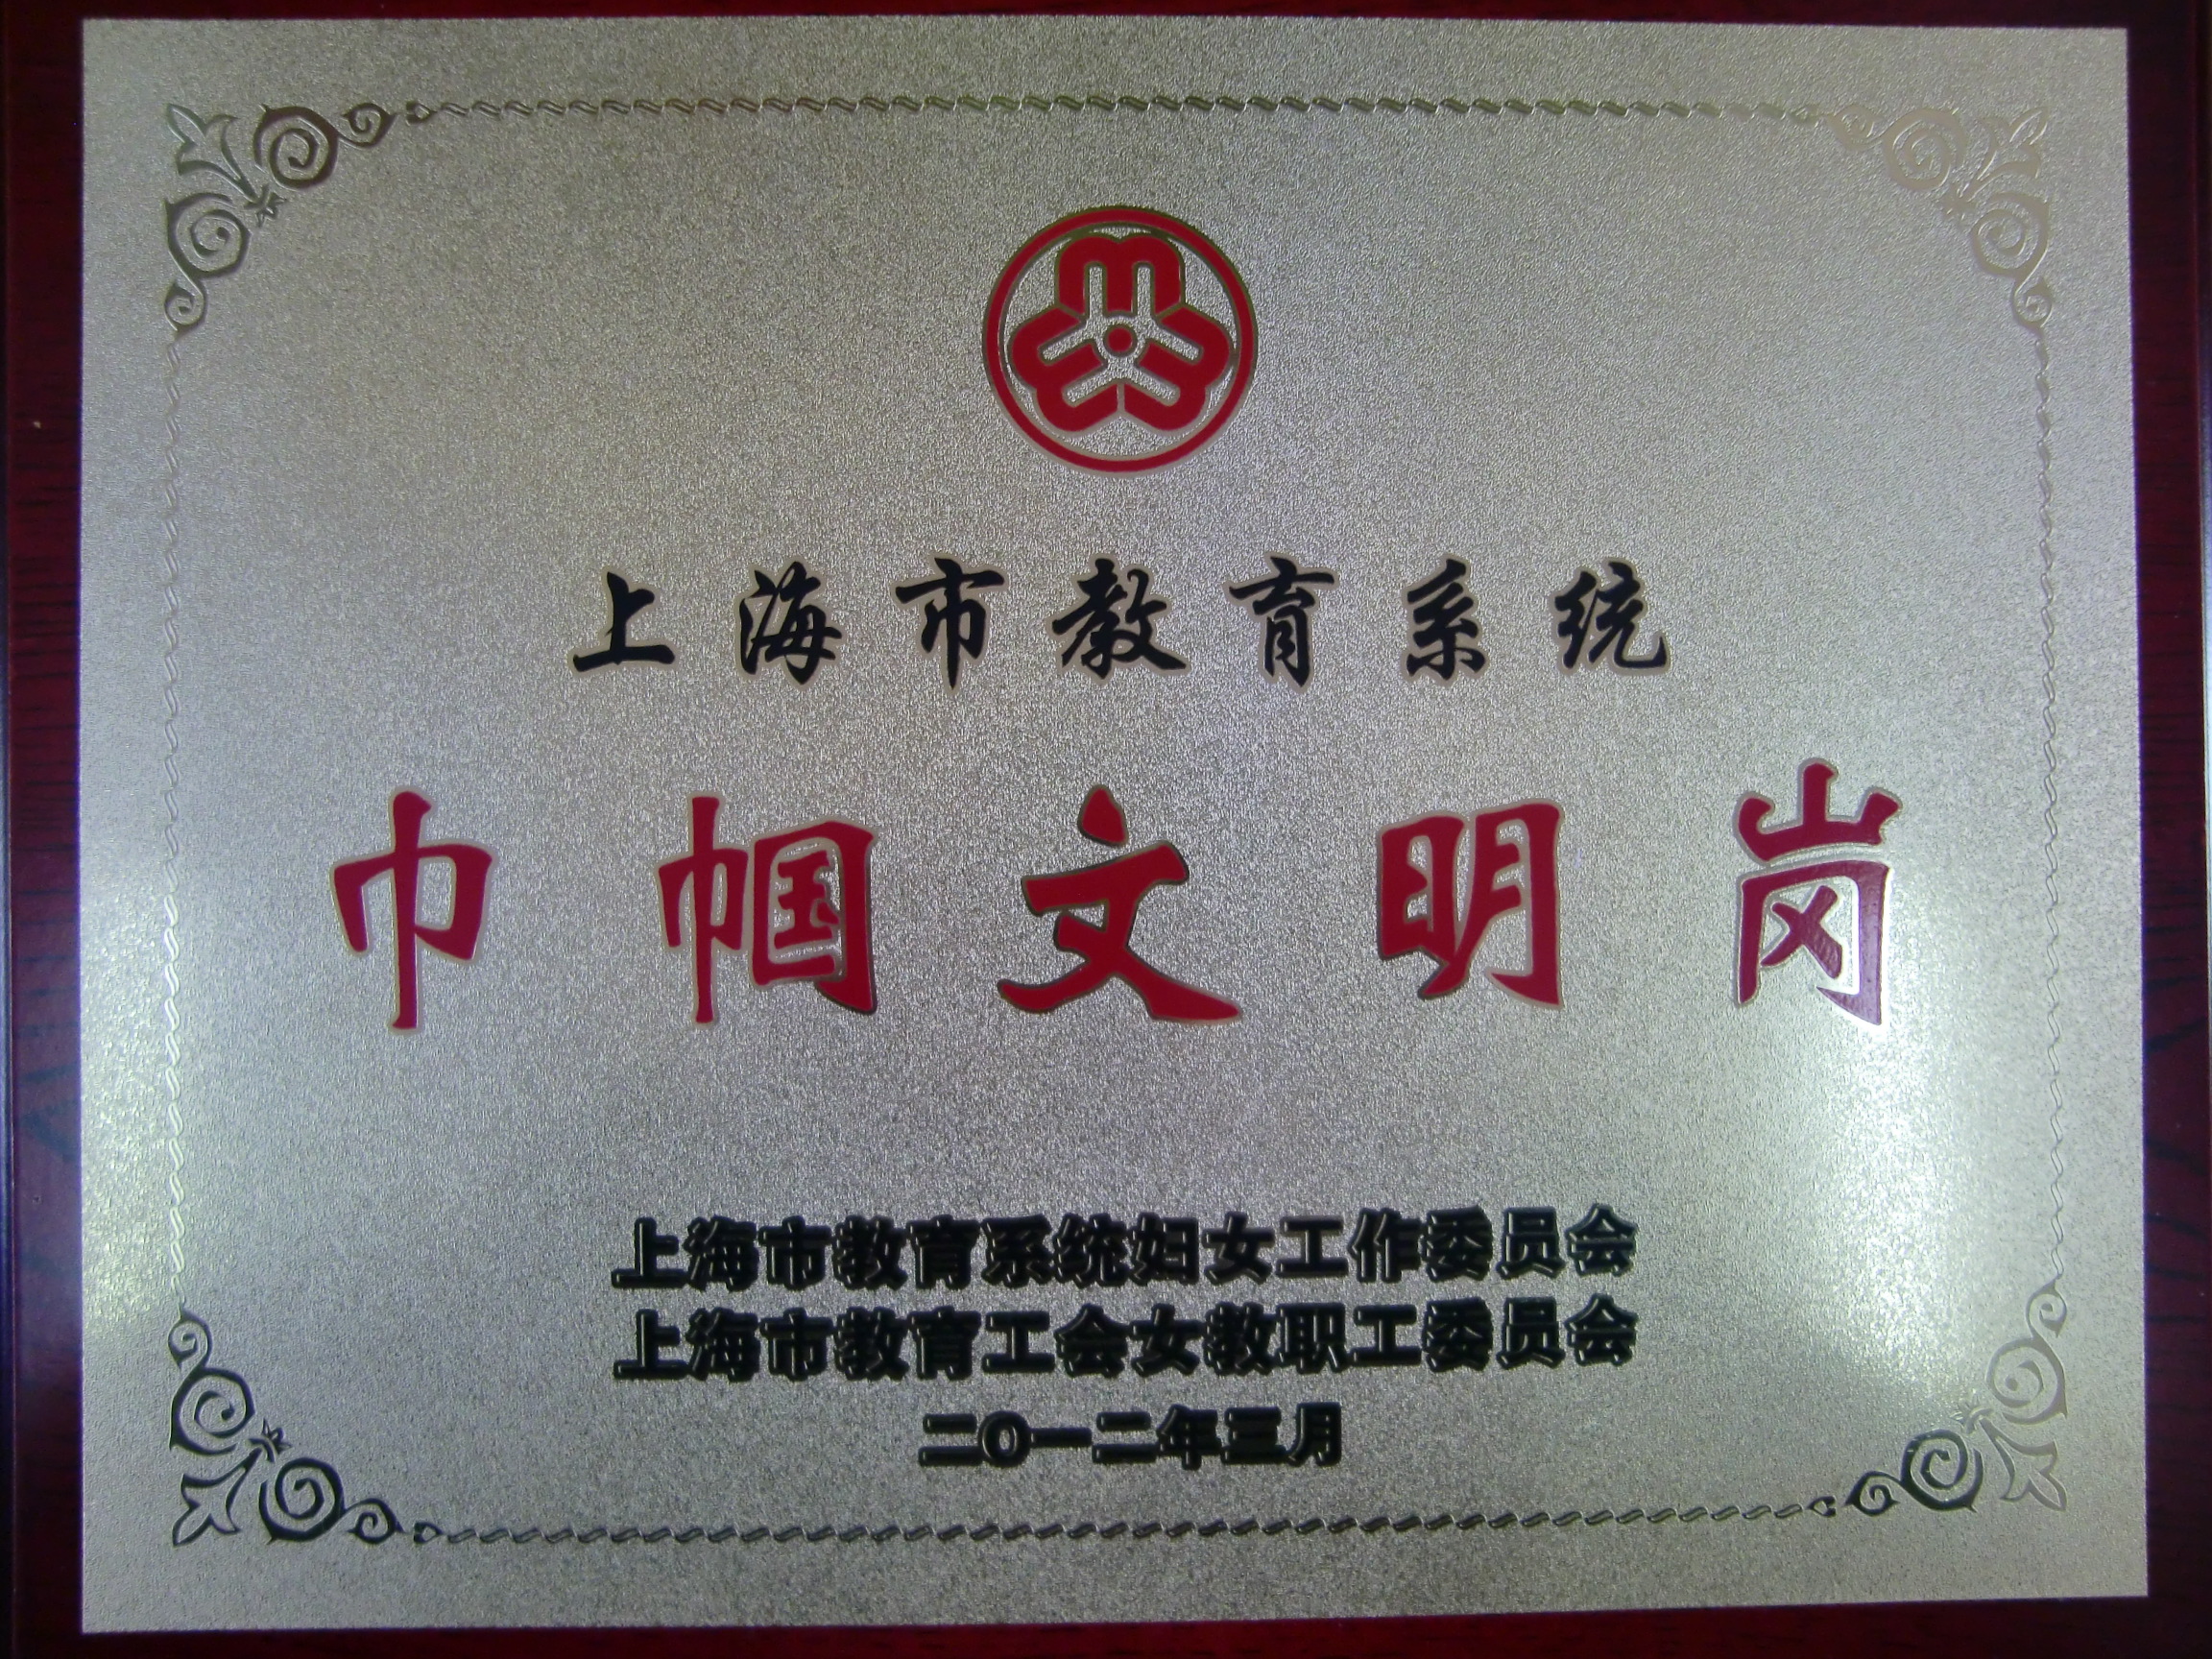 上海市教育系统
巾帼文明岗
上海市教育系统妇女工作委员会
上海市教育工会女教职工委员会
二〇一二年三月